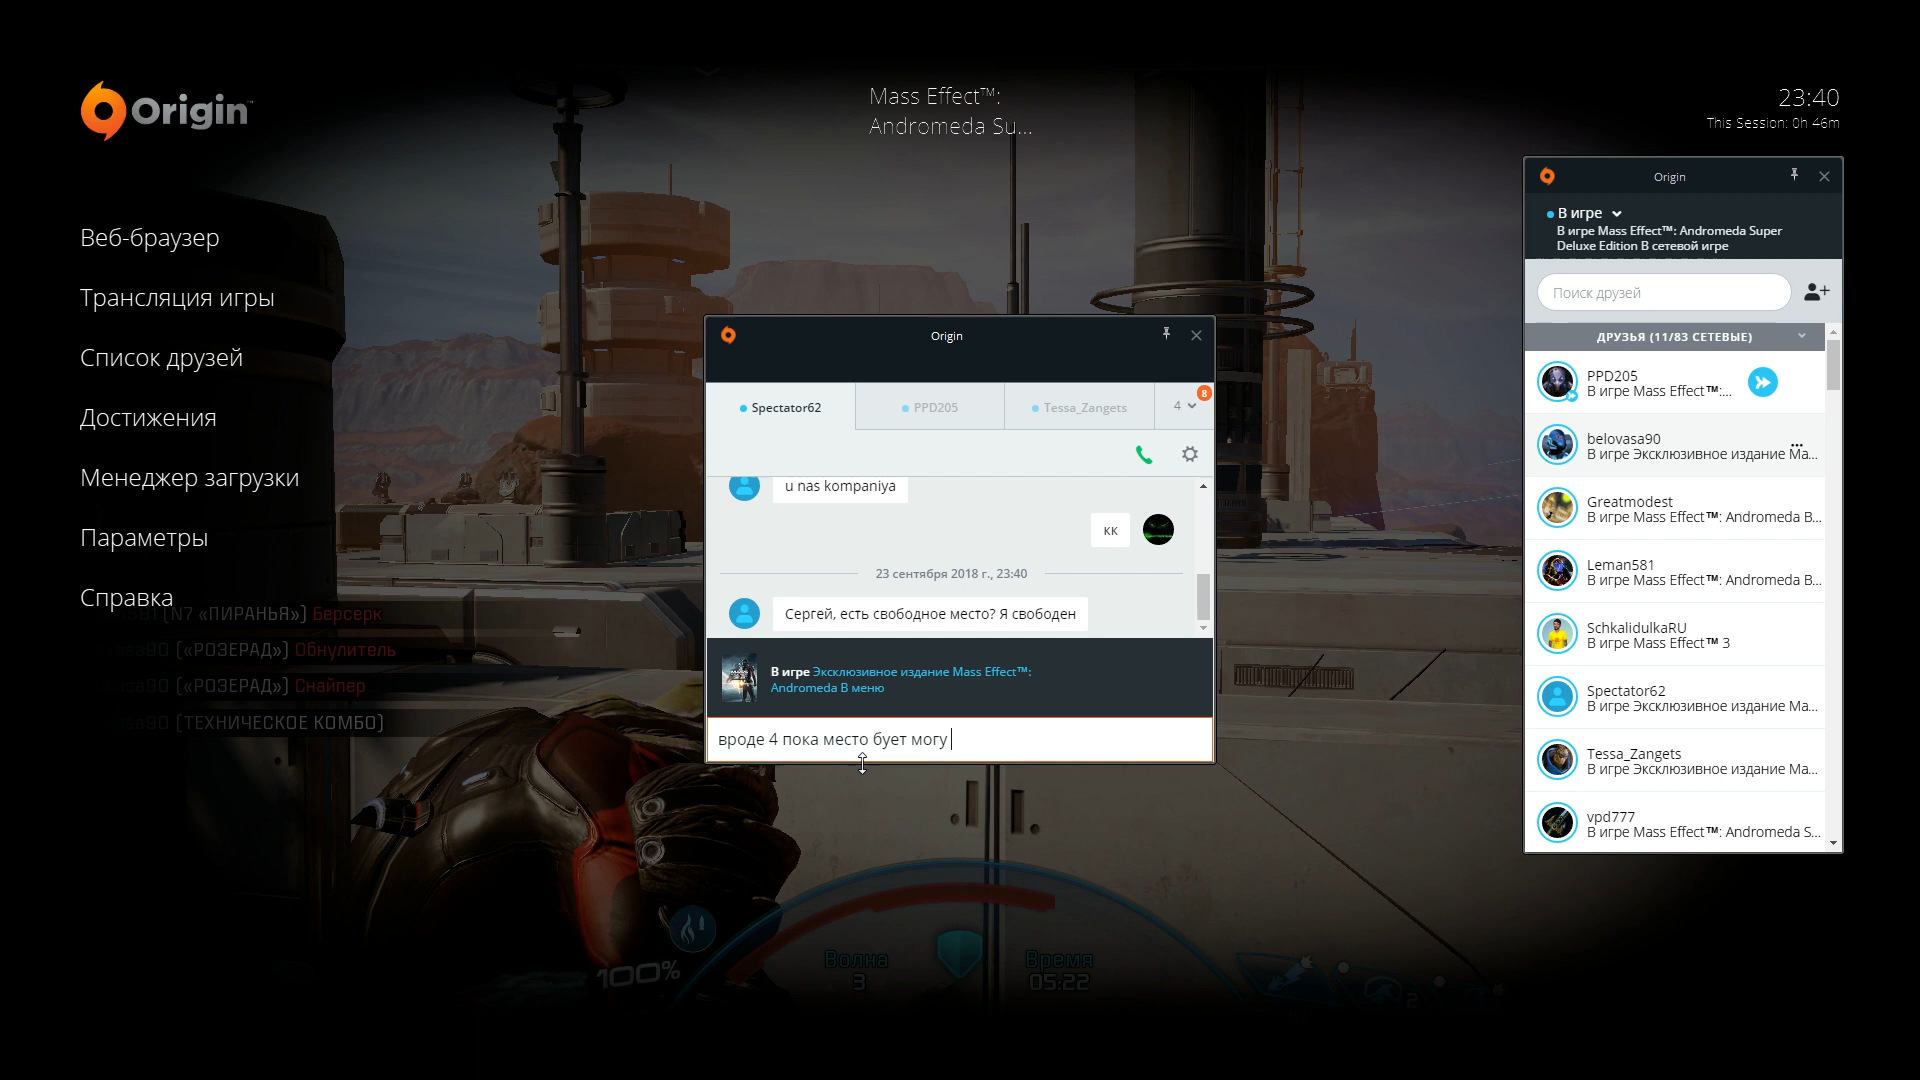 Origin
Mass Effect™:
Andromeda Su...
23:40
This Session: 0h 46m
Веб-браузер
Трансляция игры
Список друзей
Достижения
Менеджер загрузки
Параметры
Справка
(N7 «ПИРАНЬЯ») Берсерк
(«РОЗЕРАД») Обнулитель
(«РОЗЕРАД») Снайпер
(ТЕХНИЧЕСКОЕ КОМБО)
Origin
Spectator62
PPD205
Tessa_Zangets
4
8
u nas kompaniya
кк
23 сентября 2018 г., 23:40
Сергей, есть свободное место? Я свободен
В игре Эксклюзивное издание Mass Effect™:
Andromeda В меню
вроде 4 пока место бует могу
Origin
В игре
В игре Mass Effect™: Andromeda Super
Deluxe Edition В сетевой игре
Поиск друзей
ДРУЗЬЯ (11/83 СЕТЕВЫЕ)
PPD205
В игре Mass Effect™:...
belovasa90
В игре Эксклюзивное издание Ma...
Greatmodest
В игре Mass Effect™: Andromeda B...
Leman581
В игре Mass Effect™: Andromeda B...
SchkalidulkaRU
В игре Mass Effect™ 3
Spectator62
В игре Эксклюзивное издание Ma...
Tessa_Zangets
В игре Эксклюзивное издание Ma...
vpd777
В игре Mass Effect™: Andromeda S...
100%
Волна
3
Время
05:22
2